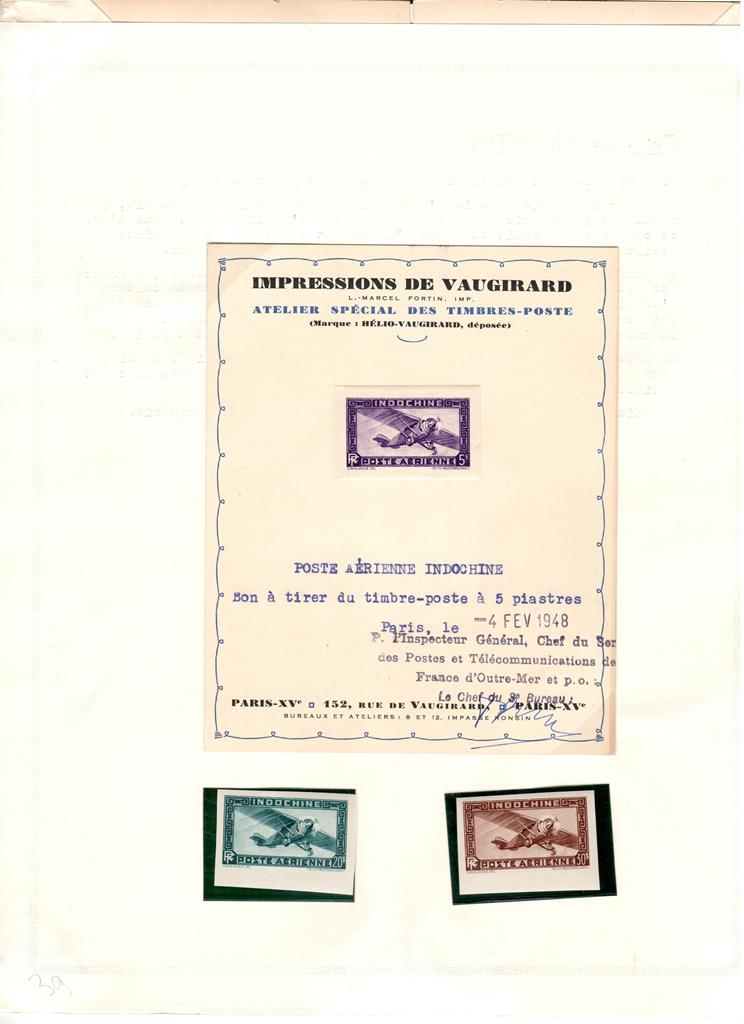 IMPRESSIONS DE VAUGIRARD
L.-MARCEL FORTIN, IMP.
ATELIER SPÉCIAL DES TIMBRES-POSTE
(Marque : HÉLIO-VAUGIRARD, déposée)
INDOCHINE
RF POSTE AÉRIENNE 5$
POSTE AÉRIENNE INDOCHINE
Bon à tirer du timbre-poste à 5 piastres
Paris, le -4 FEV 1948
P. l'Inspecteur Général, Chef du Ser
des Postes et Télécommunications de
France d'Outre-Mer et p.o.:
Le Chef du 3e Bureau:
PARIS-XVe 152, RUE DE VAUGIRARD, PARIS-XVe
BUREAUX ET ATELIERS : 8 ET 12, IMPASSE RONSIN
INDOCHINE
RF POSTE AÉRIENNE 20$
INDOCHINE
RF POSTE AÉRIENNE 30$
39